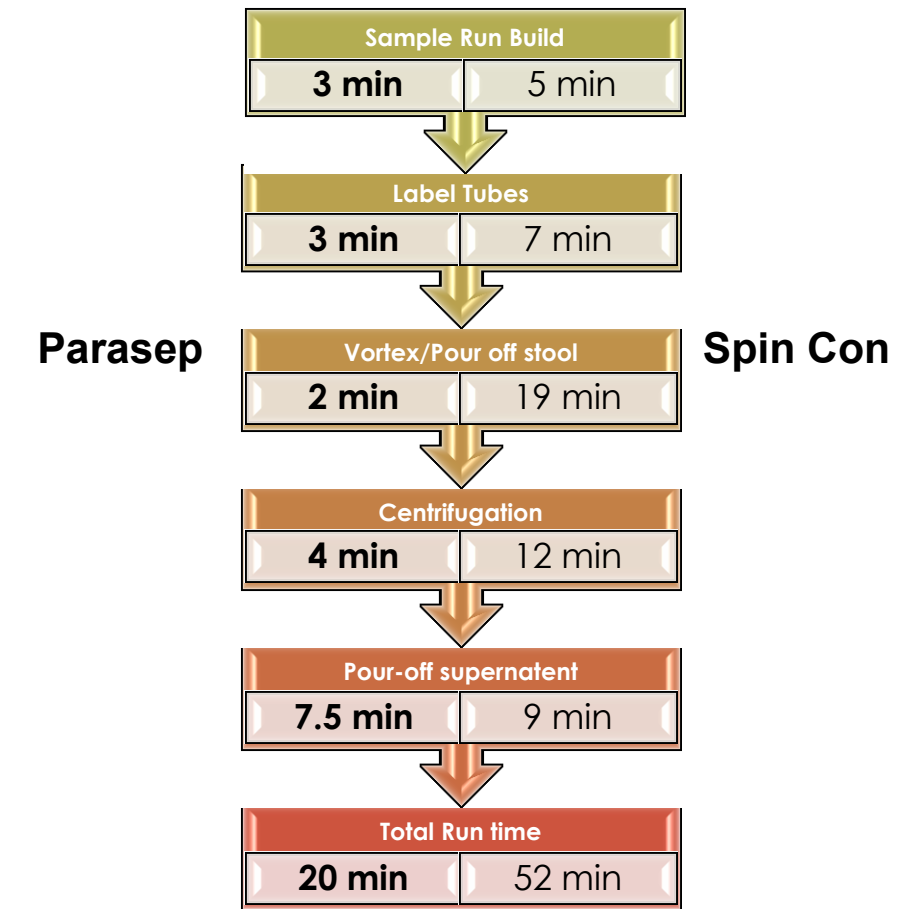 Sample Run Build
3 min 5 min
Label Tubes
3 min 7 min
Parasep
Vortex/Pour off stool
Spin Con
2 min 19 min
Centrifugation
4 min 12 min
Pour-off supernatent
7.5 min 9 min
Total Run time
20 min 52 min